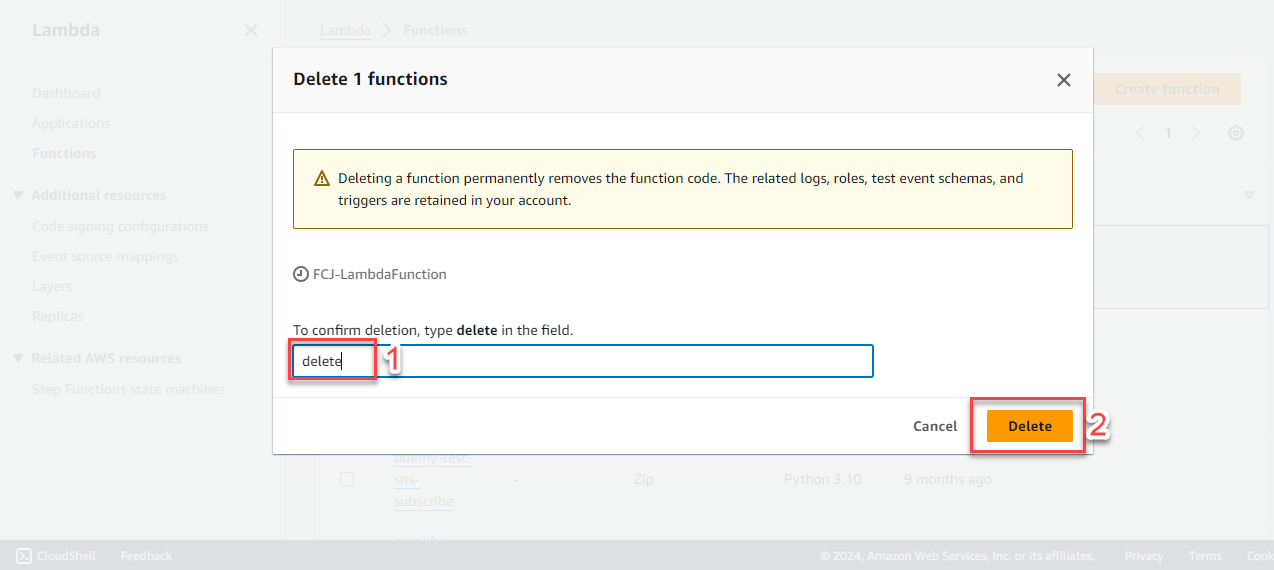 Lambda
Lambda > Functions
Delete 1 functions
Create function
Dashboard
Applications
1
Functions
Deleting a function permanently removes the function code. The related logs, roles, test event schemas, and
triggers are retained in your account.
Additional resources
Code signing configurations
Event source mappings
Layers
Replicas
FCJ-LambdaFunction
To confirm deletion, type delete in the field.
delete
1
Related AWS resources
Step Functions state machines
Cancel
Delete
2
udemy-test-
sns-
subscribe
-
Zip
Python 3.10
9 months ago
CloudShell
Feedback
© 2024, Amazon Web Services, Inc. or its affiliates.
Privacy
Terms